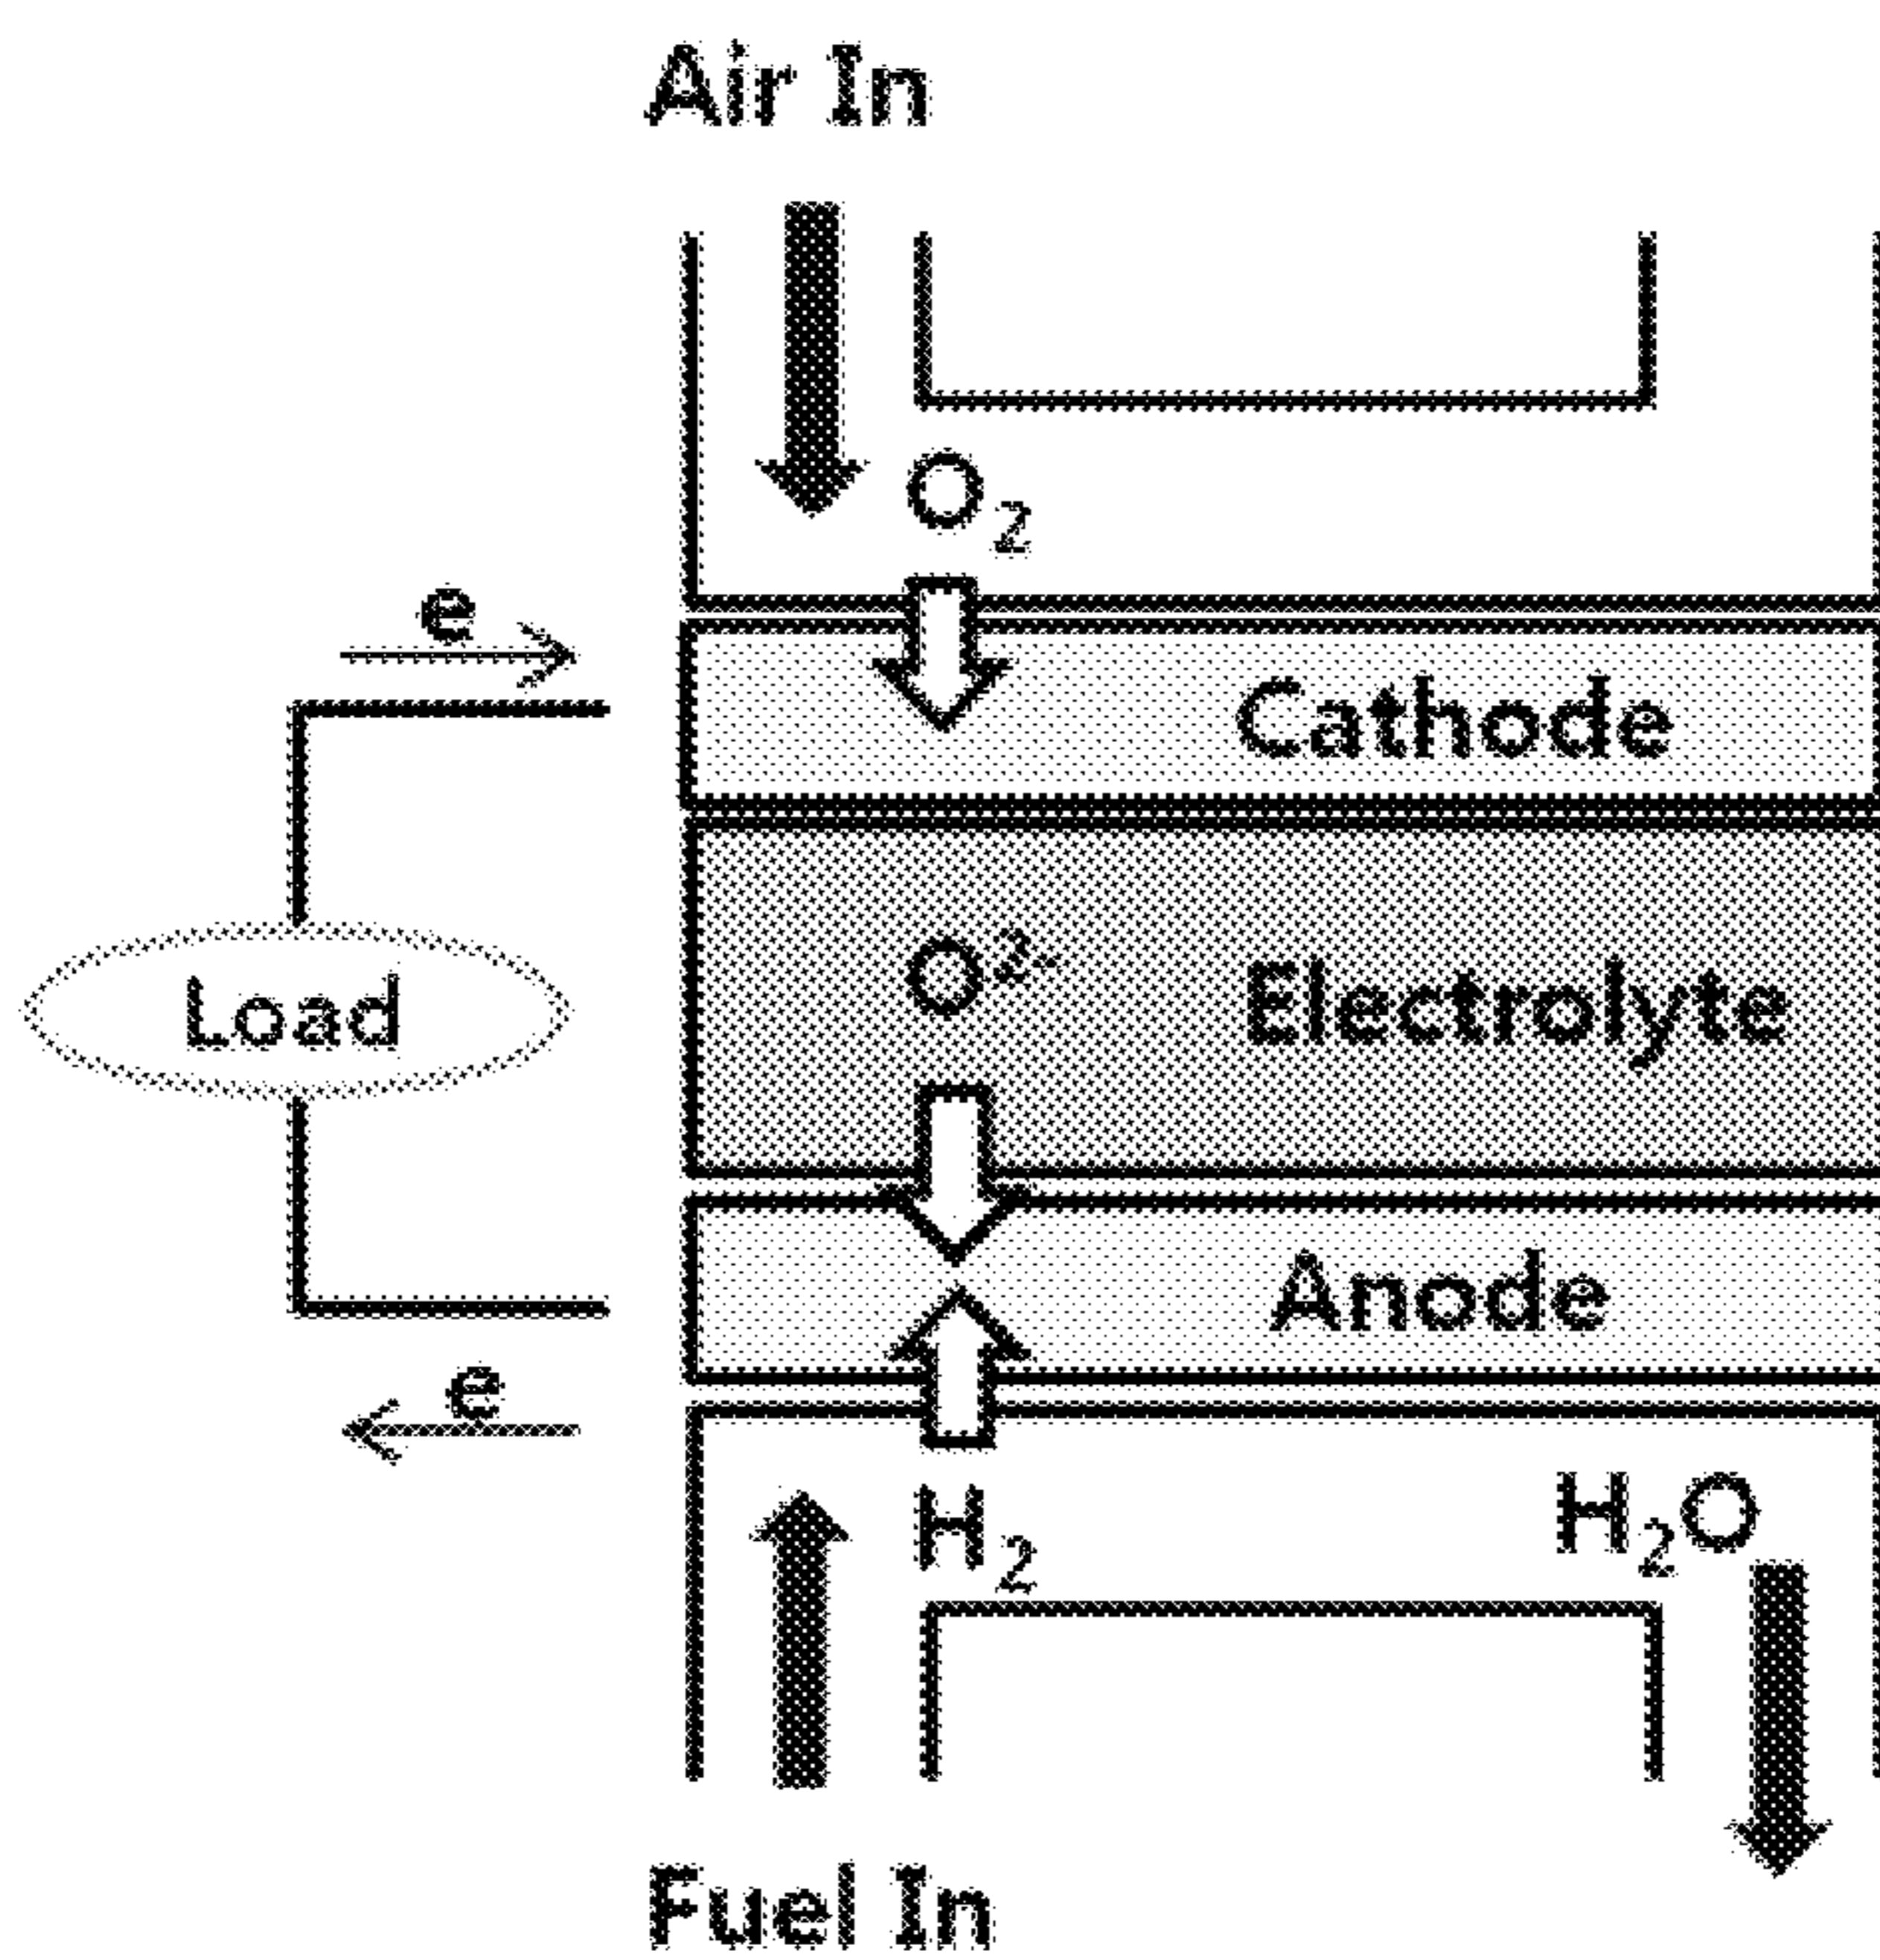 Air In
O₂
e
Cathode
O²⁻
Load
Electrolyte
Anode
e
H₂
H₂O
Fuel In